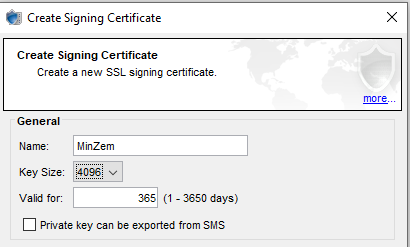 Create Signing Certificate
Create Signing Certificate
Create a new SSL signing certificate.
more...
General
Name: MinZem
Key Size: 4096
Valid for: 365 (1 - 3650 days)
Private key can be exported from SMS